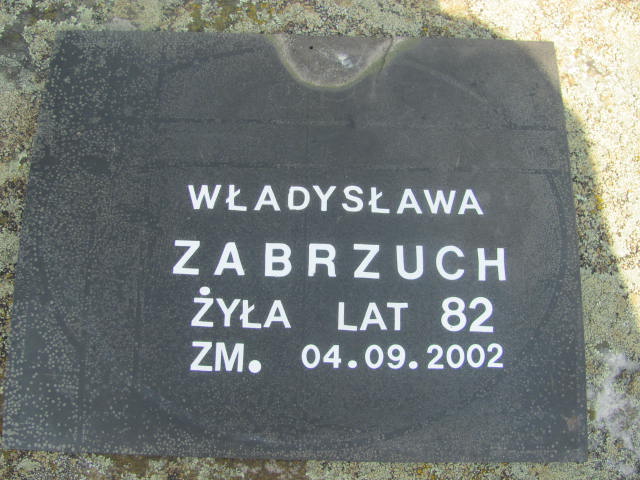 WŁADYSŁAWA
ZABRZUCH
ŻYŁA LAT 82
ZM. 04.09.2002